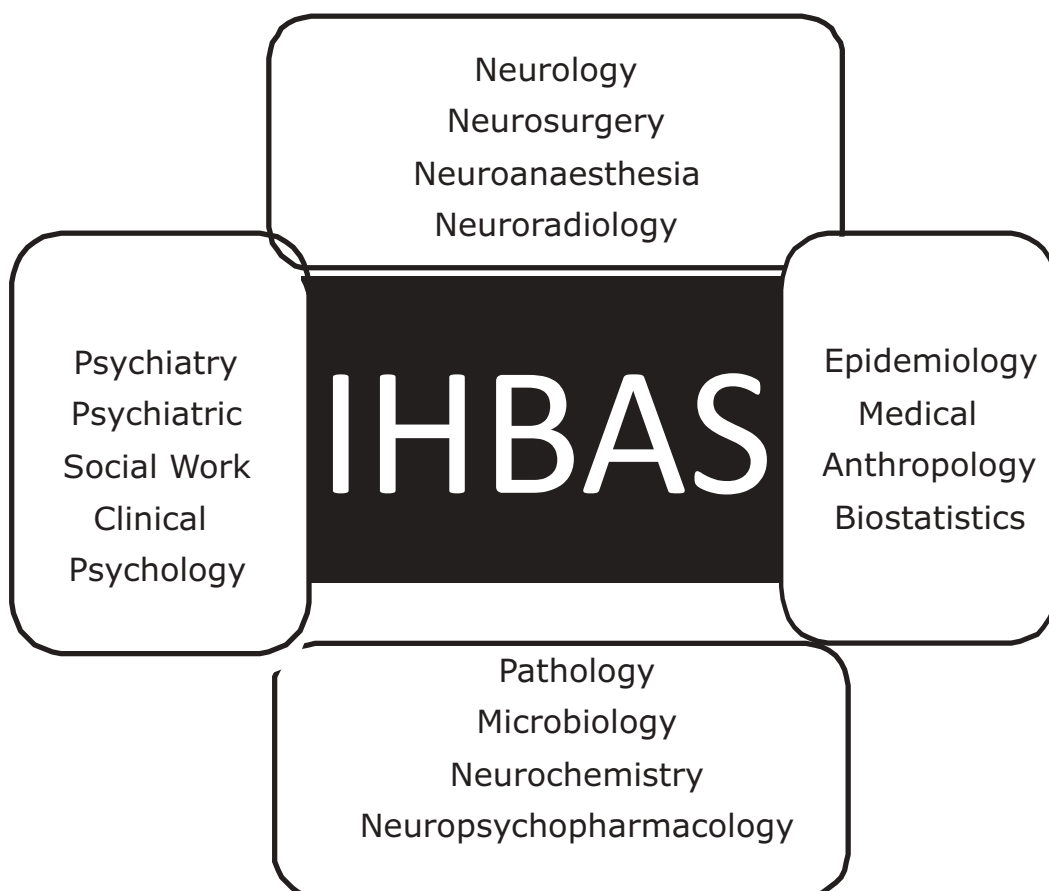 Neurology
Neurosurgery
Neuroanaesthesia
Neuroradiology
Psychiatry
Psychiatric
Social Work
Clinical
Psychology
IHBAS
Epidemiology
Medical
Anthropology
Biostatistics
Pathology
Microbiology
Neurochemistry
Neuropsychopharmacology